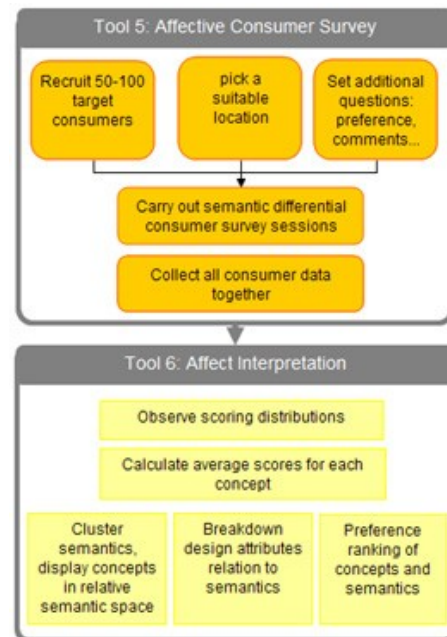 Tool 5: Affective Consumer Survey
Recruit 50-100
target
consumers
pick a
suitable
location
Set additional
questions:
preference,
comments...
Carry out semantic differential
consumer survey sessions
Collect all consumer data
together
Tool 6: Affect Interpretation
Observe scoring distributions
Calculate average scores for each
concept
Cluster
semantics,
display concepts
in relative
semantic space
Breakdown
design attributes
relation to
semantics
Preference
ranking of
concepts and
semantics